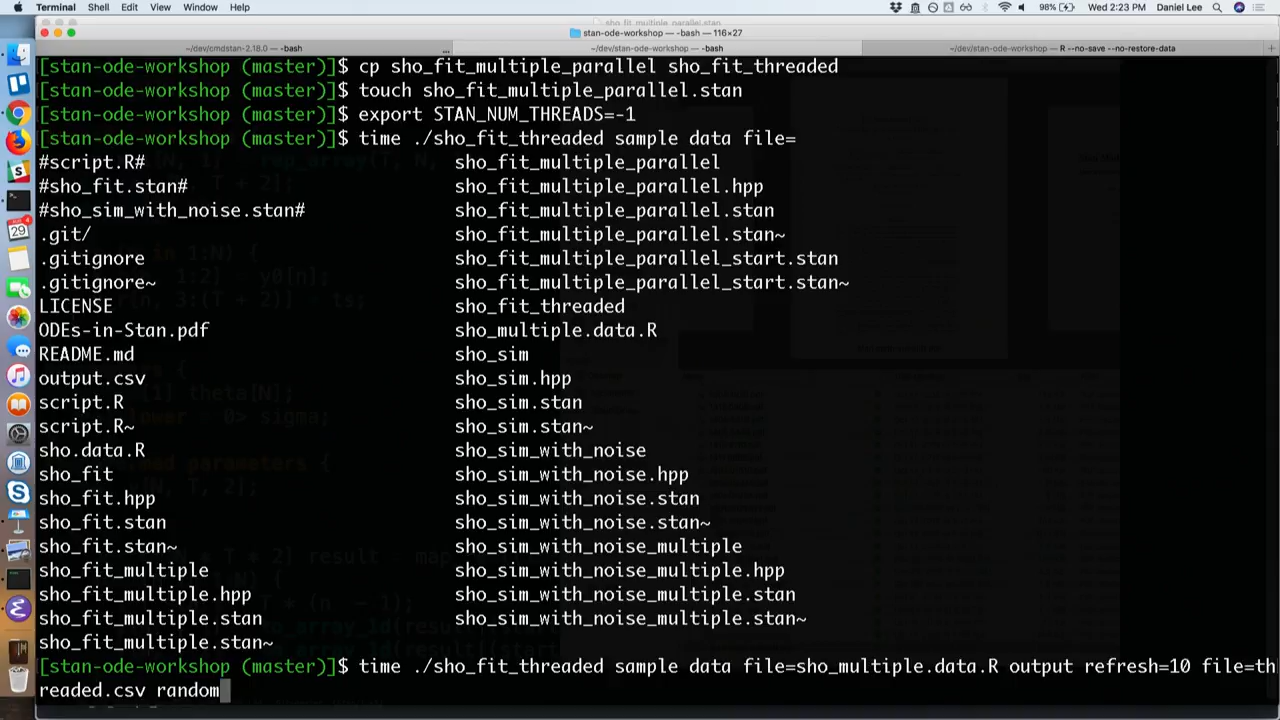 Terminal Shell Edit View Window Help 98% Wed 2:23 PM Daniel Lee
sho_fit_multiple_parallel.stan
stan-ode-workshop — -bash — 116×27
~/dev/cmdstan-2.18.0 — -bash ... ~/dev/stan-ode-workshop — -bash ~/dev/stan-ode-workshop — R --no-save --no-restore-data +
[stan-ode-workshop (master)]$ cp sho_fit_multiple_parallel sho_fit_threaded
[stan-ode-workshop (master)]$ touch sho_fit_multiple_parallel.stan
[stan-ode-workshop (master)]$ export STAN_NUM_THREADS=-1
[stan-ode-workshop (master)]$ time ./sho_fit_threaded sample data file=
#script.R# sho_fit_multiple_parallel
#sho_fit.stan# sho_fit_multiple_parallel.hpp
#sho_sim_with_noise.stan# sho_fit_multiple_parallel.stan
.git/ sho_fit_multiple_parallel.stan~
.gitignore sho_fit_multiple_parallel_start.stan
.gitignore~ sho_fit_multiple_parallel_start.stan~
LICENSE sho_fit_threaded
ODEs-in-Stan.pdf sho_multiple.data.R
README.md sho_sim
output.csv sho_sim.hpp
script.R sho_sim.stan
script.R~ sho_sim.stan~
sho.data.R sho_sim_with_noise
sho_fit sho_sim_with_noise.hpp
sho_fit.hpp sho_sim_with_noise.stan
sho_fit.stan sho_sim_with_noise.stan~
sho_fit.stan~ sho_sim_with_noise_multiple
sho_fit_multiple sho_sim_with_noise_multiple.hpp
sho_fit_multiple.hpp sho_sim_with_noise_multiple.stan
sho_fit_multiple.stan sho_sim_with_noise_multiple.stan~
sho_fit_multiple.stan~
[stan-ode-workshop (master)]$ time ./sho_fit_threaded sample data file=sho_multiple.data.R output refresh=10 file=th
readed.csv random